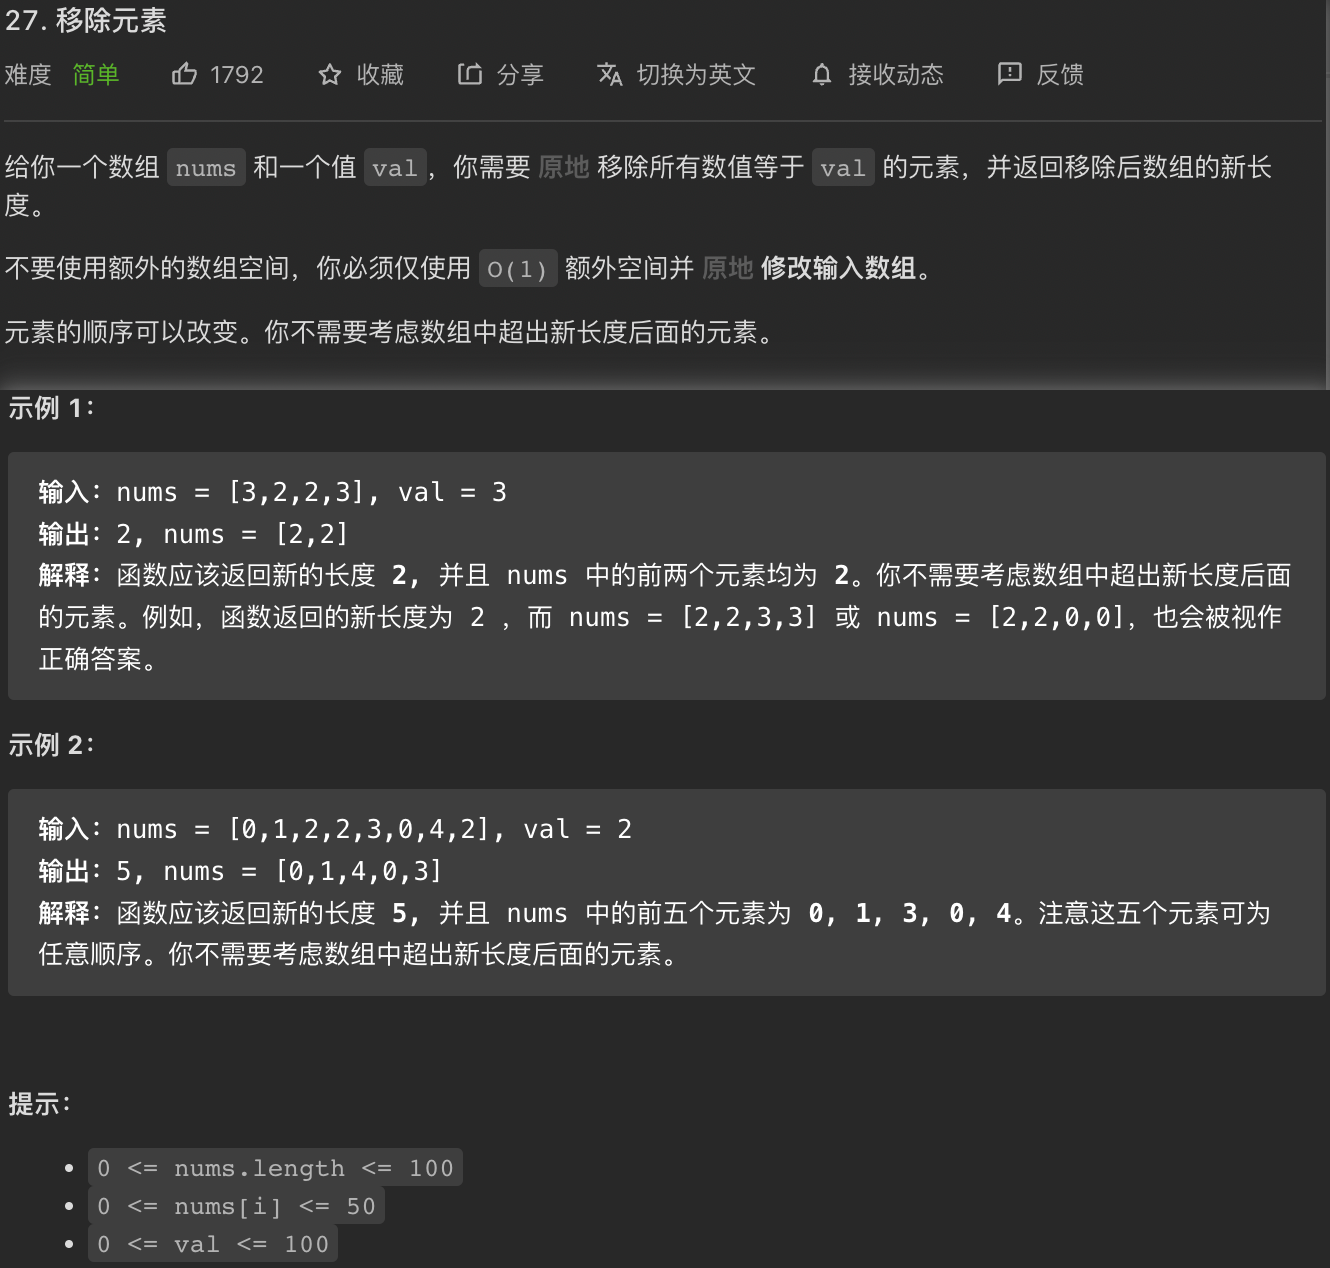 27. 移除元素
难度 简单 1792 收藏 分享 切换为英文 接收动态 反馈
给你一个数组 nums 和一个值 val，你需要 原地 移除所有数值等于 val 的元素，并返回移除后数组的新长
度。
不要使用额外的数组空间，你必须仅使用 O(1) 额外空间并 原地 修改输入数组。
元素的顺序可以改变。你不需要考虑数组中超出新长度后面的元素。
示例 1：
输入：nums = [3,2,2,3], val = 3
输出：2, nums = [2,2]
解释：函数应该返回新的长度 2, 并且 nums 中的前两个元素均为 2。你不需要考虑数组中超出新长度后面
的元素。例如，函数返回的新长度为 2 ，而 nums = [2,2,3,3] 或 nums = [2,2,0,0]，也会被视作
正确答案。
示例 2：
输入：nums = [0,1,2,2,3,0,4,2], val = 2
输出：5, nums = [0,1,4,0,3]
解释：函数应该返回新的长度 5, 并且 nums 中的前五个元素为 0, 1, 3, 0, 4。注意这五个元素可为
任意顺序。你不需要考虑数组中超出新长度后面的元素。
提示：
• 0 <= nums.length <= 100
• 0 <= nums[i] <= 50
• 0 <= val <= 100